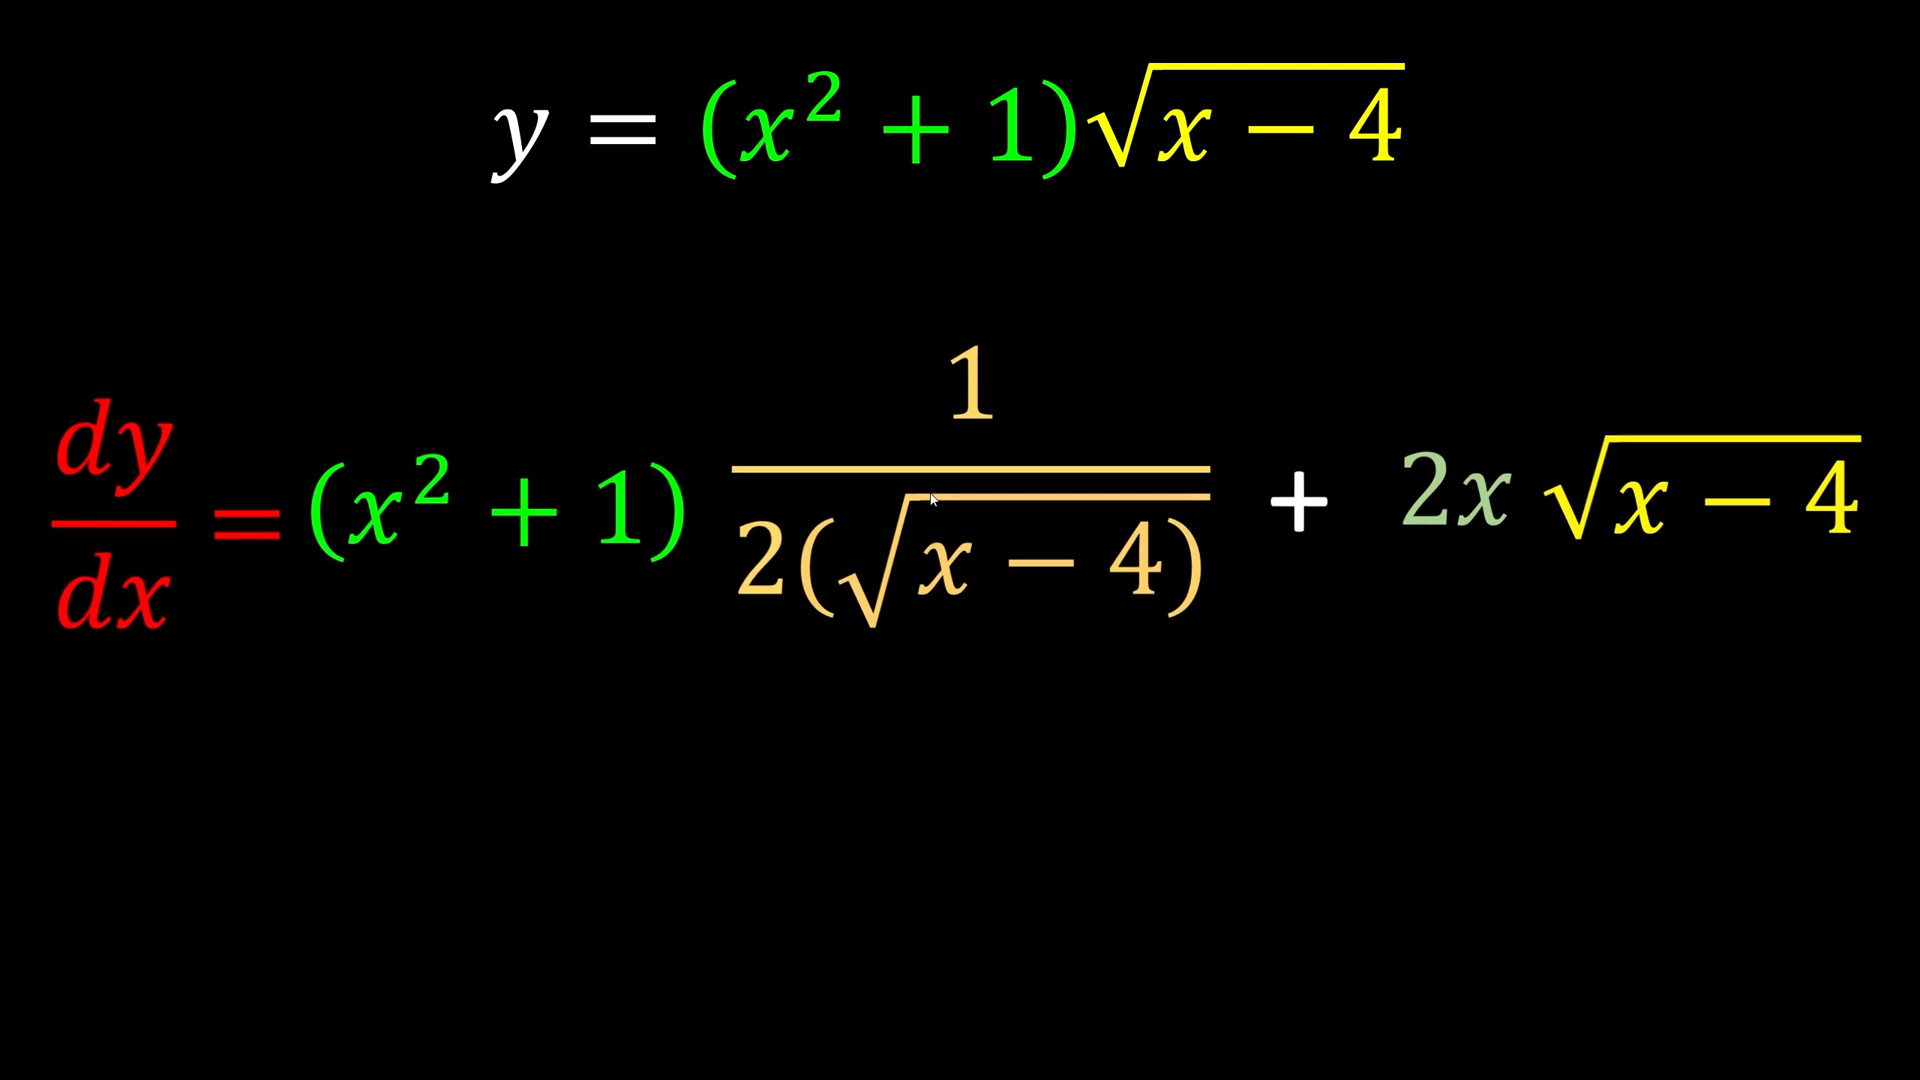 y = (x² + 1)√(x − 4)
dy/dx = (x² + 1) 1/(2(√(x − 4))) + 2x √(x − 4)